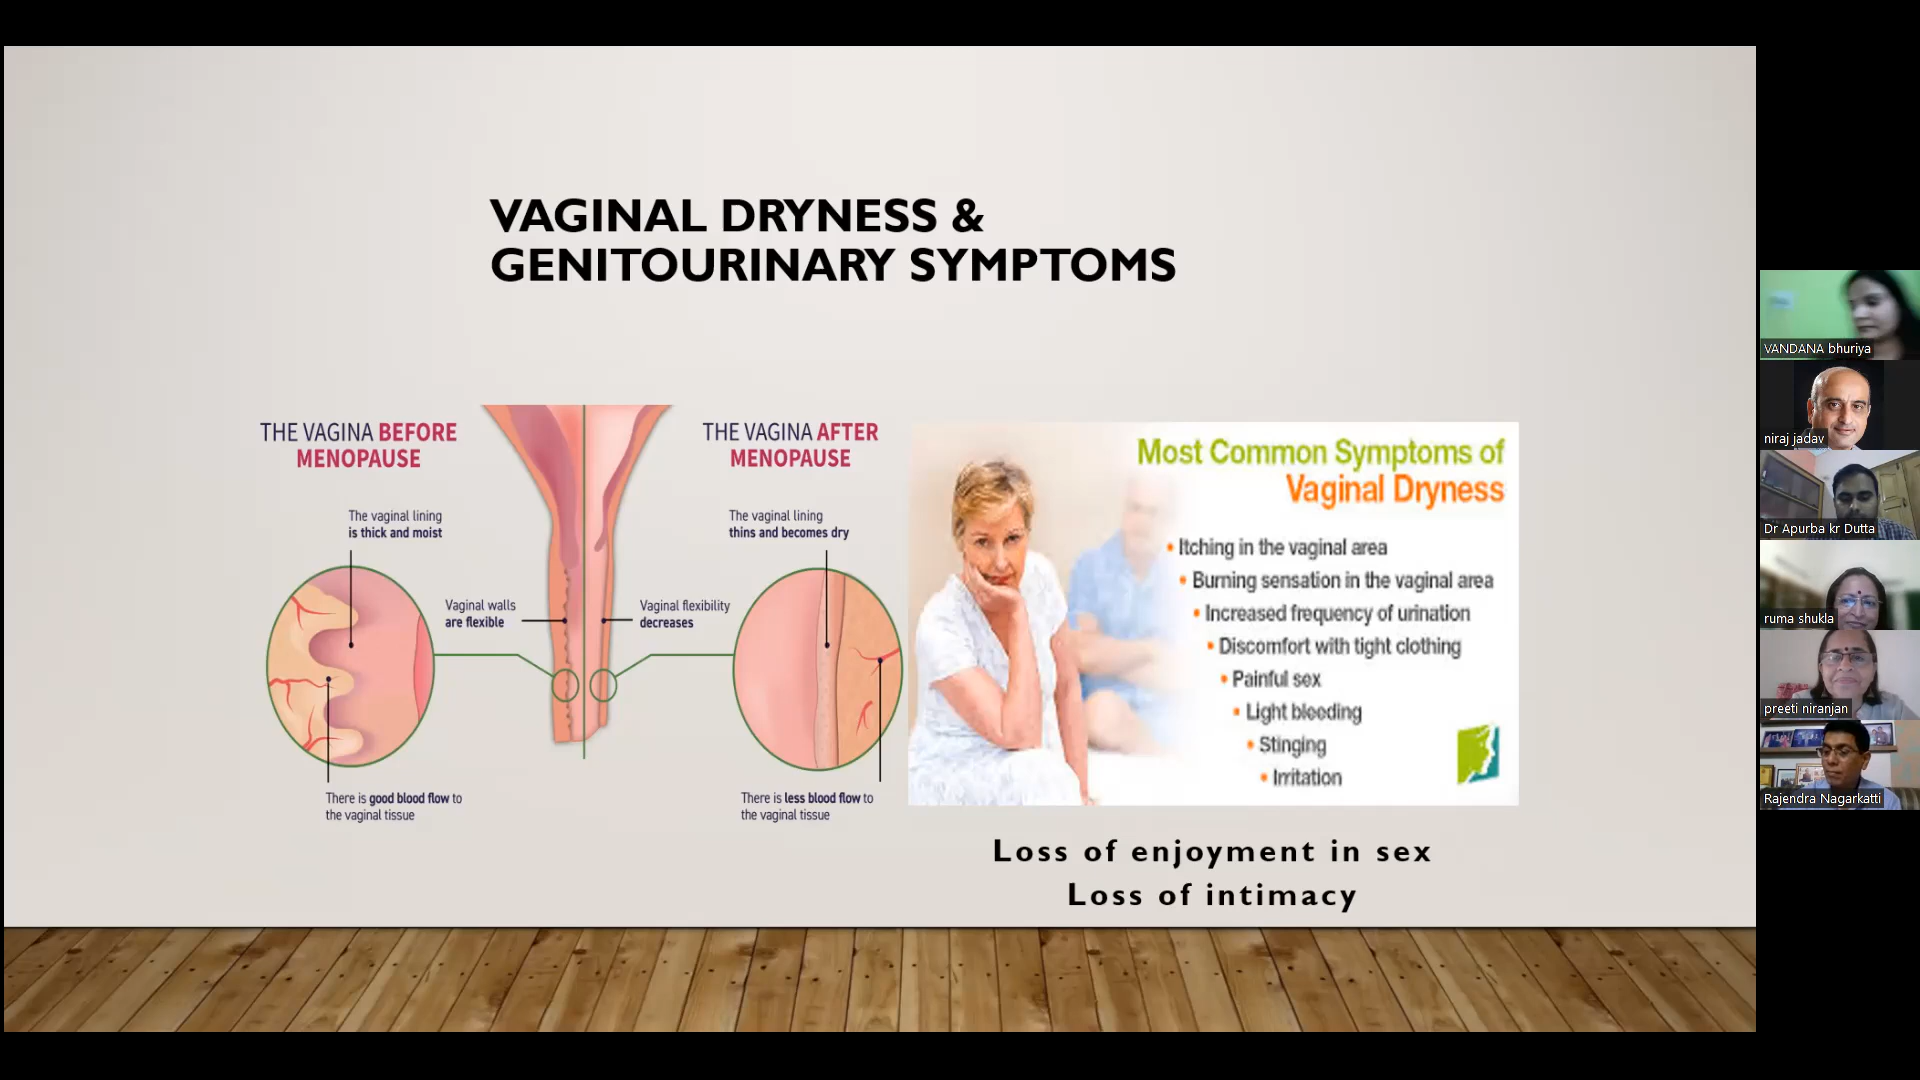 VAGINAL DRYNESS &
GENITOURINARY SYMPTOMS
THE VAGINA BEFORE
MENOPAUSE
The vaginal lining
is thick and moist
Vaginal walls
are flexible
There is good blood flow to
the vaginal tissue
THE VAGINA AFTER
MENOPAUSE
The vaginal lining
thins and becomes dry
Vaginal flexibility
decreases
There is less blood flow to
the vaginal tissue
Most Common Symptoms of
Vaginal Dryness
• Itching in the vaginal area
• Burning sensation in the vaginal area
• Increased frequency of urination
• Discomfort with tight clothing
• Painful sex
• Light bleeding
• Stinging
• Irritation
Loss of enjoyment in sex
Loss of intimacy
VANDANA bhuriya
niraj jadav
Dr Apurba kr Dutta
ruma shukla
preeti niranjan
Rajendra Nagarkatti